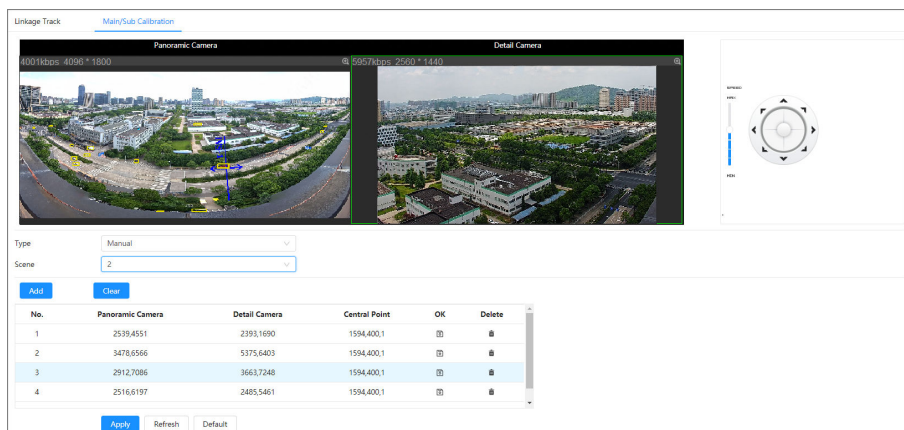 Linkage Track Main/Sub Calibration
Panoramic Camera Detail Camera
4001kbps 4096 * 1800 5957kbps 2560 * 1440
SPEED
MAX
MIN
Type Manual
Scene 2
Add Clear
No. Panoramic Camera Detail Camera Central Point OK Delete
1 2539,4551 2393,1690 1594,400,1
2 3478,6566 5375,6403 1594,400,1
3 2912,7086 3663,7248 1594,400,1
4 2516,6197 2485,5461 1594,400,1
Apply Refresh Default